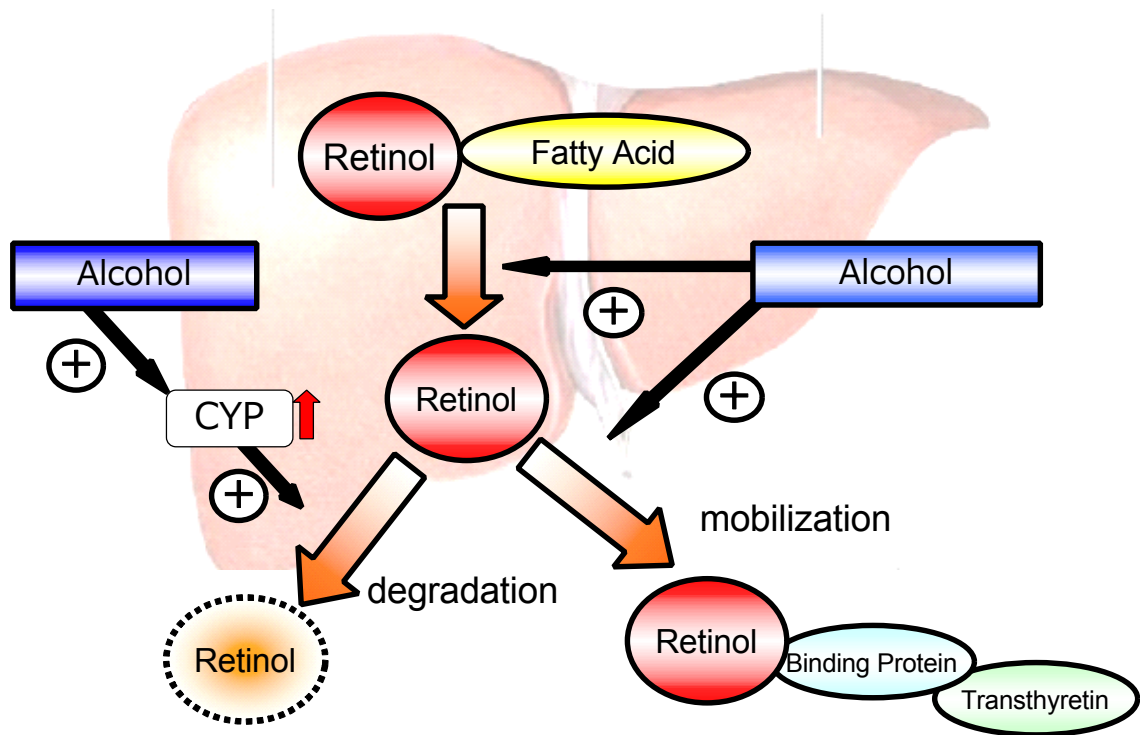 Retinol
Fatty Acid
Alcohol
Alcohol
+
+
+
CYP
Retinol
+
mobilization
degradation
Retinol
Retinol
Binding Protein
Transthyretin